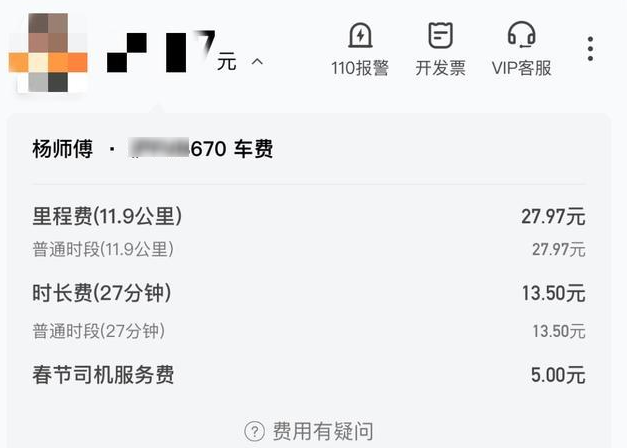 7元
110报警 开发票 VIP客服
杨师傅 · 670 车费
里程费(11.9公里) 27.97元
普通时段(11.9公里) 27.97元
时长费(27分钟) 13.50元
普通时段(27分钟) 13.50元
春节司机服务费 5.00元
? 费用有疑问